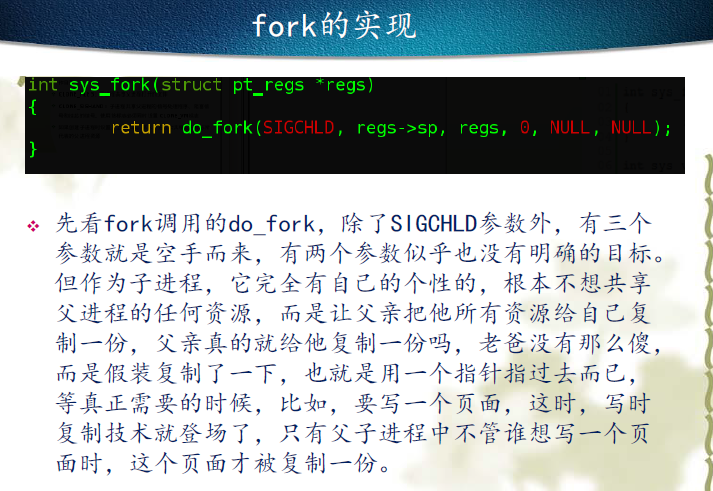 fork的实现
int sys_fork(struct pt_regs *regs)
{
return do_fork(SIGCHLD, regs->sp, regs, 0, NULL, NULL);
}
先看fork调用的do_fork，除了SIGCHLD参数外，有三个
参数就是空手而来，有两个参数似乎也没有明确的目标。
但作为子进程，它完全有自己的个性的，根本不想共享
父进程的任何资源，而是让父亲把他所有资源给自己复
制一份，父亲真的就给他复制一份吗，老爸没有那么傻，
而是假装复制了一下，也就是用一个指针指过去而已，
等真正需要的时候，比如，要写一个页面，这时，写时
复制技术就登场了，只有父子进程中不管谁想写一个页
面时，这个页面才被复制一份。